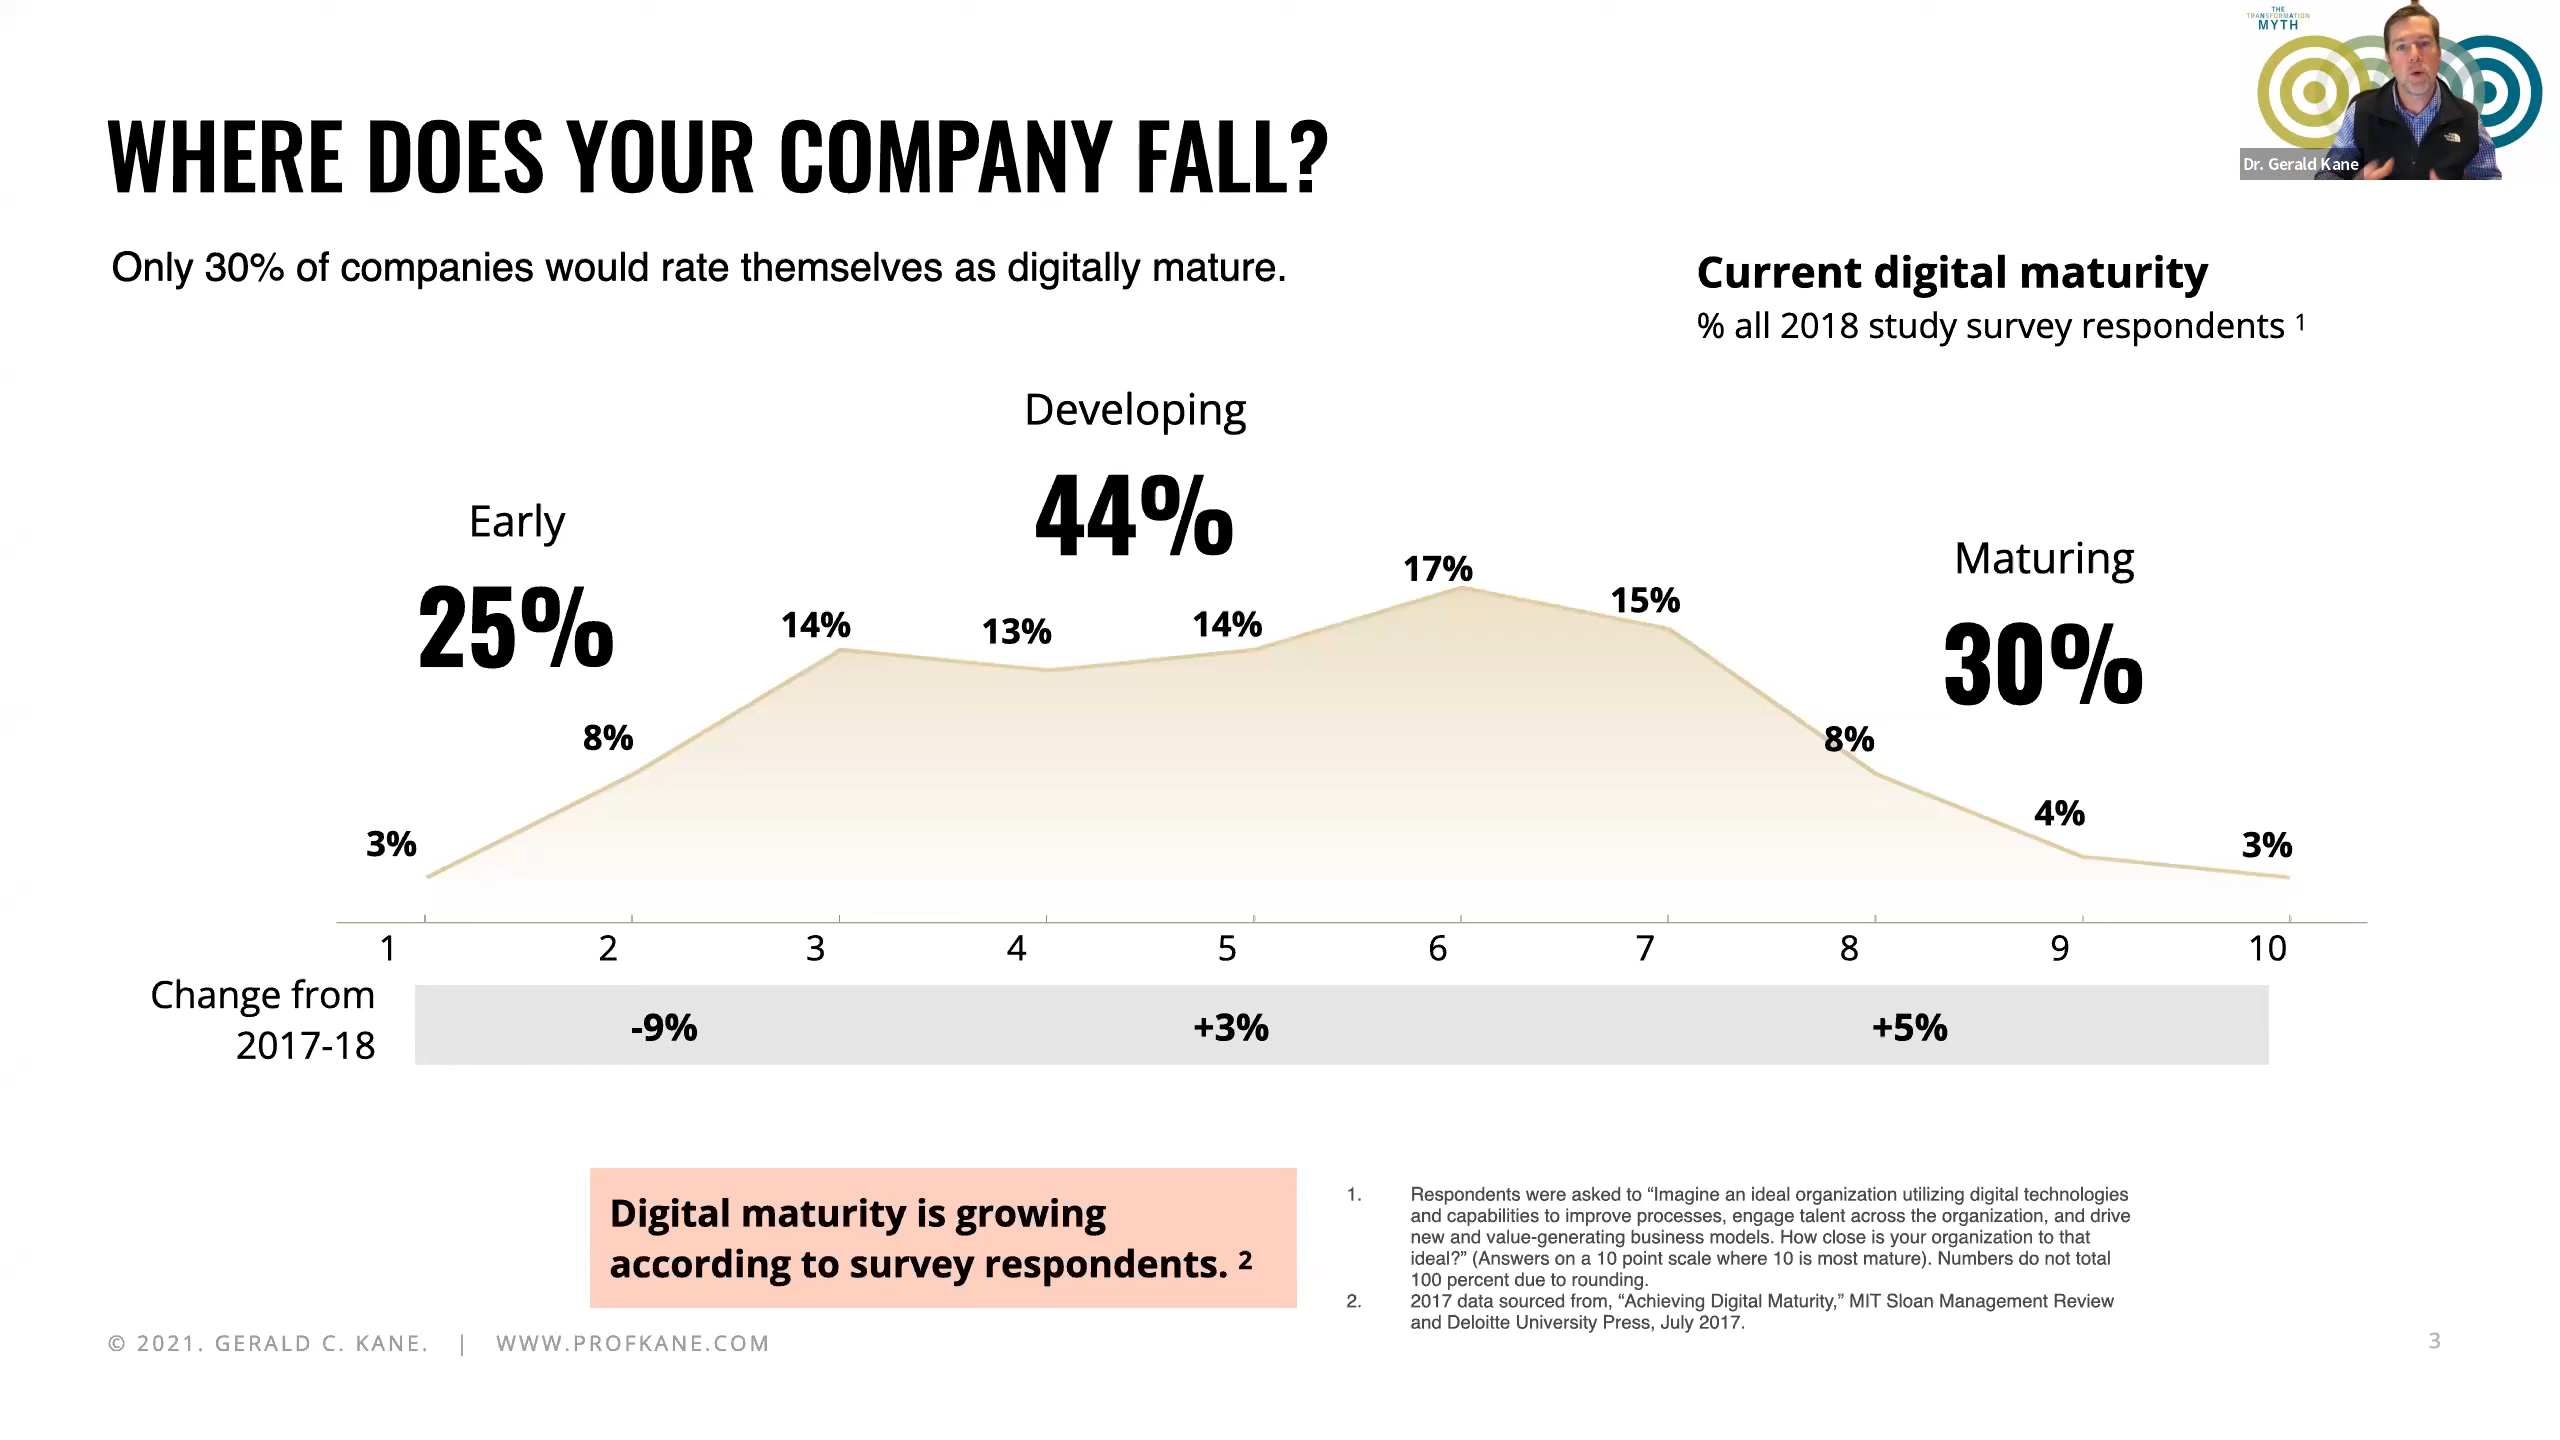 THE
TRANSFORMATION
MYTH
Dr. Gerald Kane
WHERE DOES YOUR COMPANY FALL?
Only 30% of companies would rate themselves as digitally mature.
Current digital maturity
% all 2018 study survey respondents ¹
Developing
44%
Early
25%
Maturing
30%
3%
8%
14%
13%
14%
17%
15%
8%
4%
3%
1 2 3 4 5 6 7 8 9 10
Change from
2017-18
-9% +3% +5%
Digital maturity is growing
according to survey respondents. ²
1. Respondents were asked to “Imagine an ideal organization utilizing digital technologies
and capabilities to improve processes, engage talent across the organization, and drive
new and value-generating business models. How close is your organization to that
ideal?” (Answers on a 10 point scale where 10 is most mature). Numbers do not total
100 percent due to rounding.
2. 2017 data sourced from, “Achieving Digital Maturity,” MIT Sloan Management Review
and Deloitte University Press, July 2017.
© 2021. GERALD C. KANE. | WWW.PROFKANE.COM
3